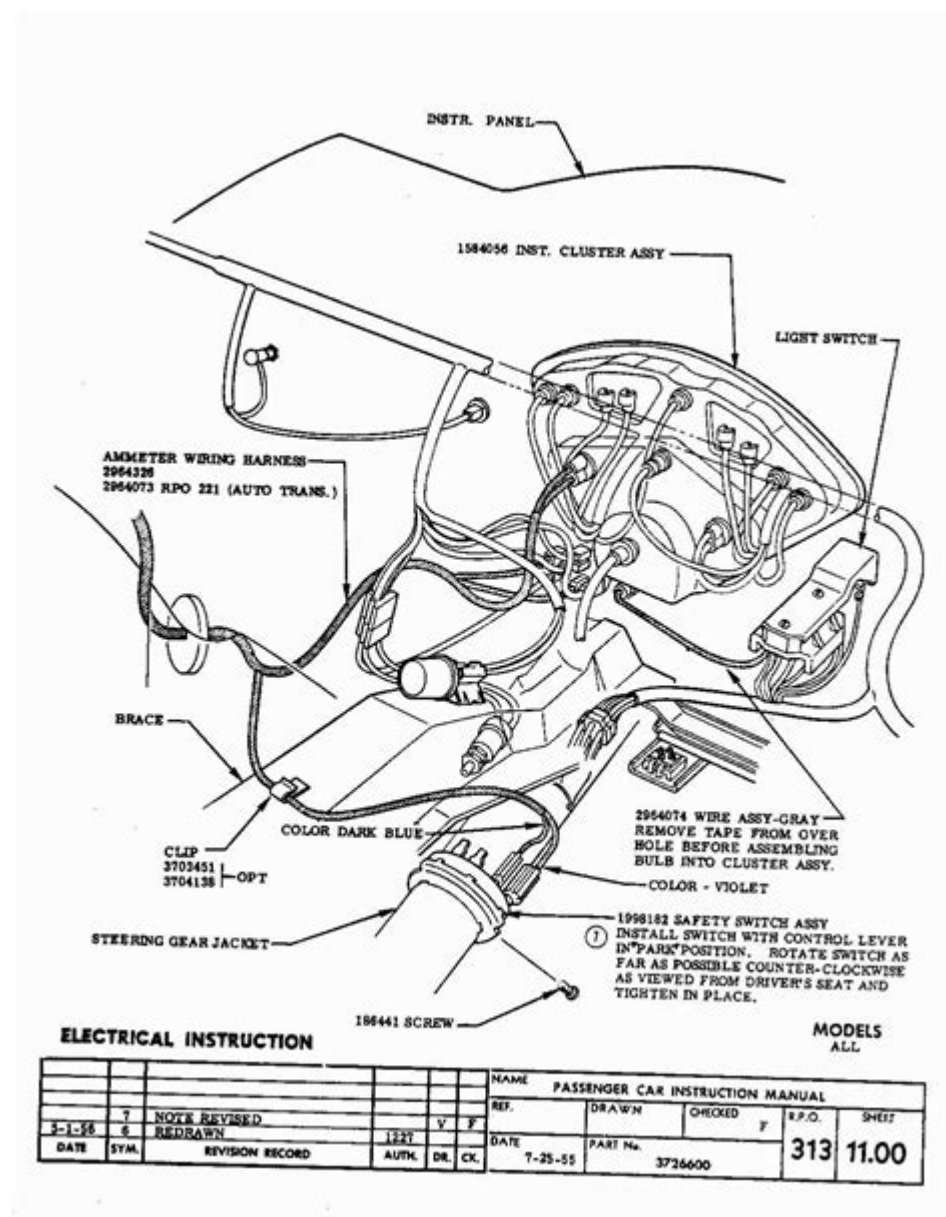 INSTR. PANEL
1584056 INST. CLUSTER ASSY
LIGHT SWITCH
AMMETER WIRING HARNESS
2964326
2964073 RPO 221 (AUTO TRANS.)
BRACE
COLOR DARK BLUE
CLIP
3703451
3704138
OPT
2964074 WIRE ASSY-GRAY
REMOVE TAPE FROM OVER
HOLE BEFORE ASSEMBLING
BULB INTO CLUSTER ASSY.
COLOR - VIOLET
STEERING GEAR JACKET
1998182 SAFETY SWITCH ASSY
7 INSTALL SWITCH WITH CONTROL LEVER
IN "PARK" POSITION. ROTATE SWITCH AS
FAR AS POSSIBLE COUNTER-CLOCKWISE
AS VIEWED FROM DRIVER'S SEAT AND
TIGHTEN IN PLACE.
186441 SCREW
ELECTRICAL INSTRUCTION
MODELS
ALL
NAME PASSENGER CAR INSTRUCTION MANUAL
REF. DRAWN CHECKED F R.P.O. SHEET
7 NOTE REVISED V F
3-1-56 6 REDRAWN 1227
DATE SYM. REVISION RECORD AUTH. DR. CK.
DATE 7-25-55 PART No. 3726600 313 11.00